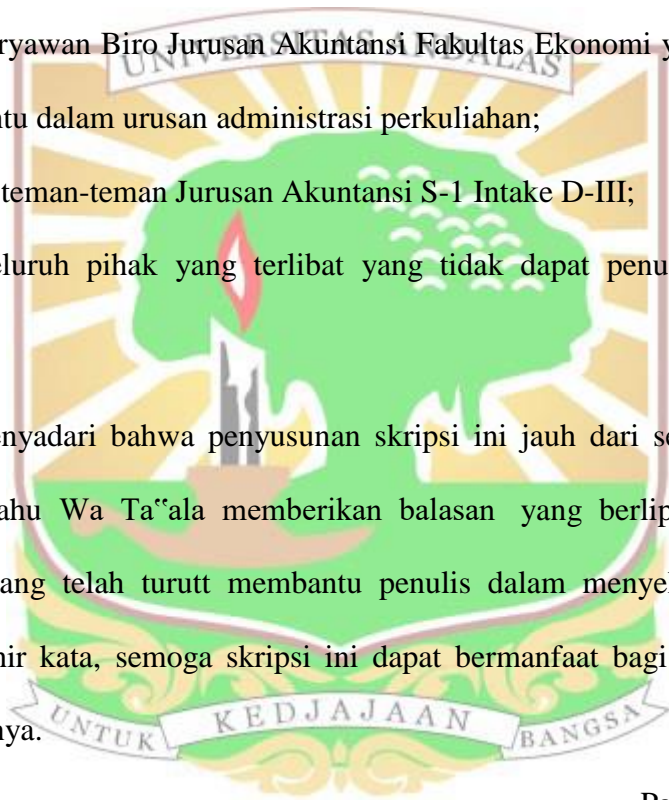 UNIVERSITAS ANDALAS
ryawan Biro Jurusan Akuntansi Fakultas Ekonomi y
ntu dalam urusan administrasi perkuliahan;
teman-teman Jurusan Akuntansi S-1 Intake D-III;
eluruh pihak yang terlibat yang tidak dapat penu
enyadari bahwa penyusunan skripsi ini jauh dari se
ahu Wa Ta‟ala memberikan balasan yang berlip
ang telah turutt membantu penulis dalam menyel
hir kata, semoga skripsi ini dapat bermanfaat bagi
nya.
UNTUK KEDJAJAAN BANGSA